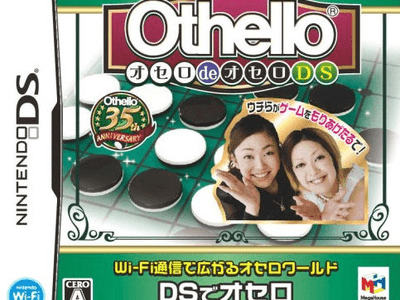 Othello®
オセロdeオセロDS
NINTENDO DS™
Othello
35th
ANNIVERSARY
ウチらがゲームをもりあげたるで!
Wi-Fi通信で広がるオセロワールド
DSでオセロ
Nintendo
Wi-Fi
CERO
A
MegaHouse